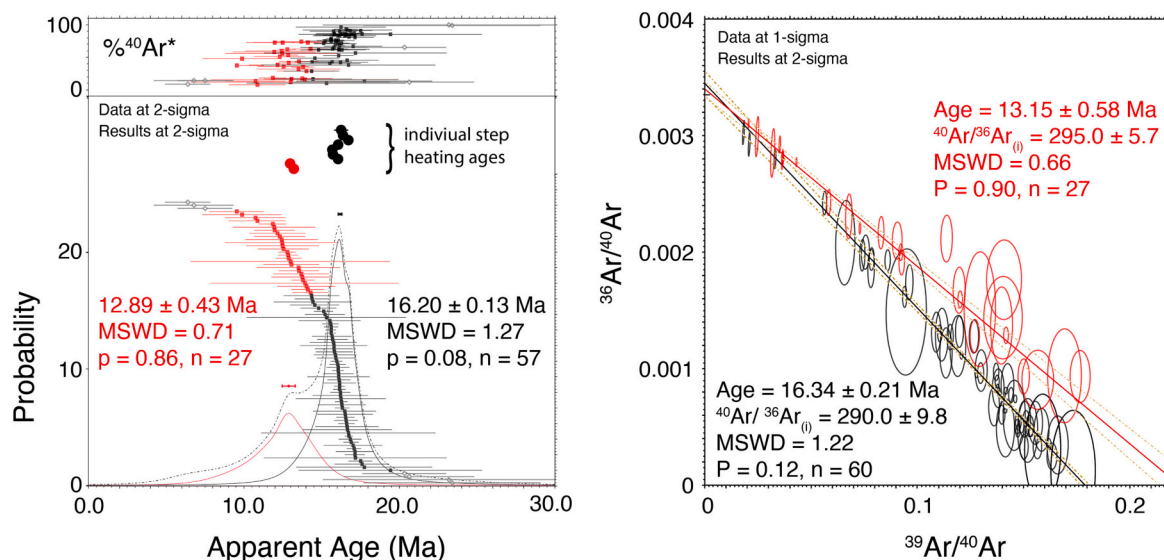 %⁴⁰Ar*
100
50
0
Data at 2-sigma
Results at 2-sigma
indiviual step
heating ages
12.89 ± 0.43 Ma
MSWD = 0.71
p = 0.86, n = 27
16.20 ± 0.13 Ma
MSWD = 1.27
p = 0.08, n = 57
Probability
20
10
0
0.0 10.0 20.0 30.0
Apparent Age (Ma)
0.004
0.003
0.002
0.001
0
³⁶Ar/⁴⁰Ar
Data at 1-sigma
Results at 2-sigma
Age = 13.15 ± 0.58 Ma
⁴⁰Ar/³⁶Ar(i) = 295.0 ± 5.7
MSWD = 0.66
P = 0.90, n = 27
Age = 16.34 ± 0.21 Ma
⁴⁰Ar/ ³⁶Ar(i) = 290.0 ± 9.8
MSWD = 1.22
P = 0.12, n = 60
0 0.1 0.2
³⁹Ar/⁴⁰Ar